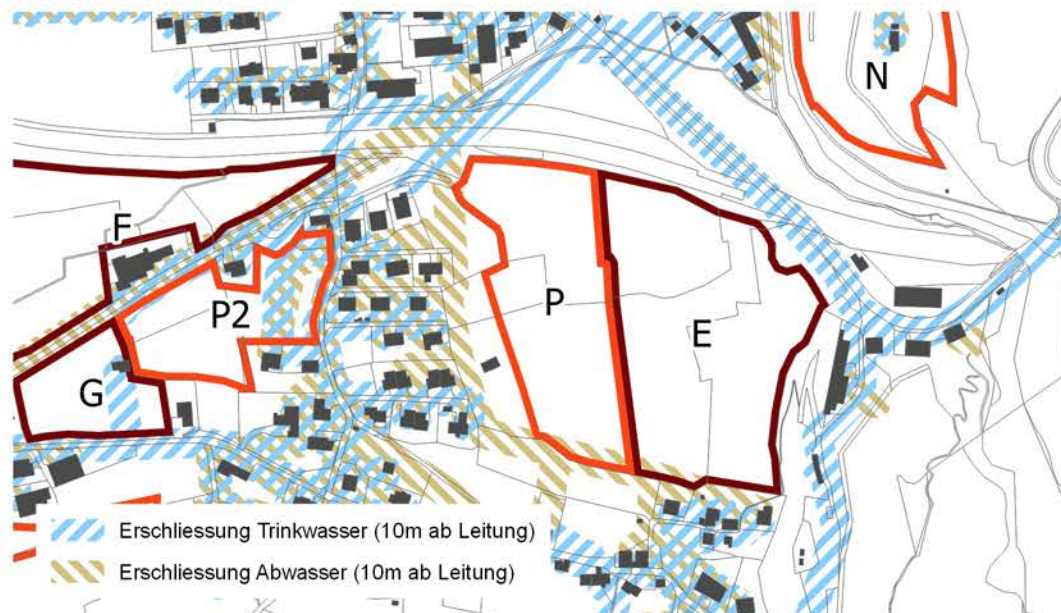 N
F
P2
P
E
G
Erschliessung Trinkwasser (10m ab Leitung)
Erschliessung Abwasser (10m ab Leitung)